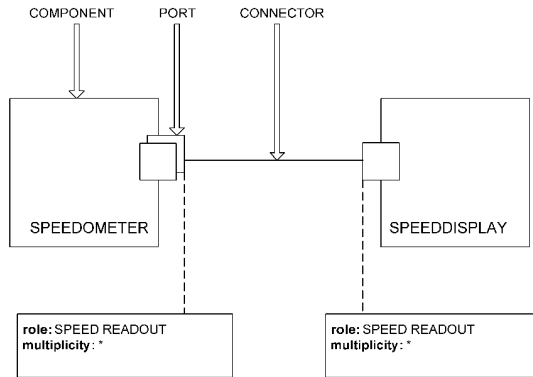 COMPONENT PORT CONNECTOR
SPEEDOMETER SPEEDDISPLAY
role: SPEED READOUT
multiplicity: *
role: SPEED READOUT
multiplicity: *